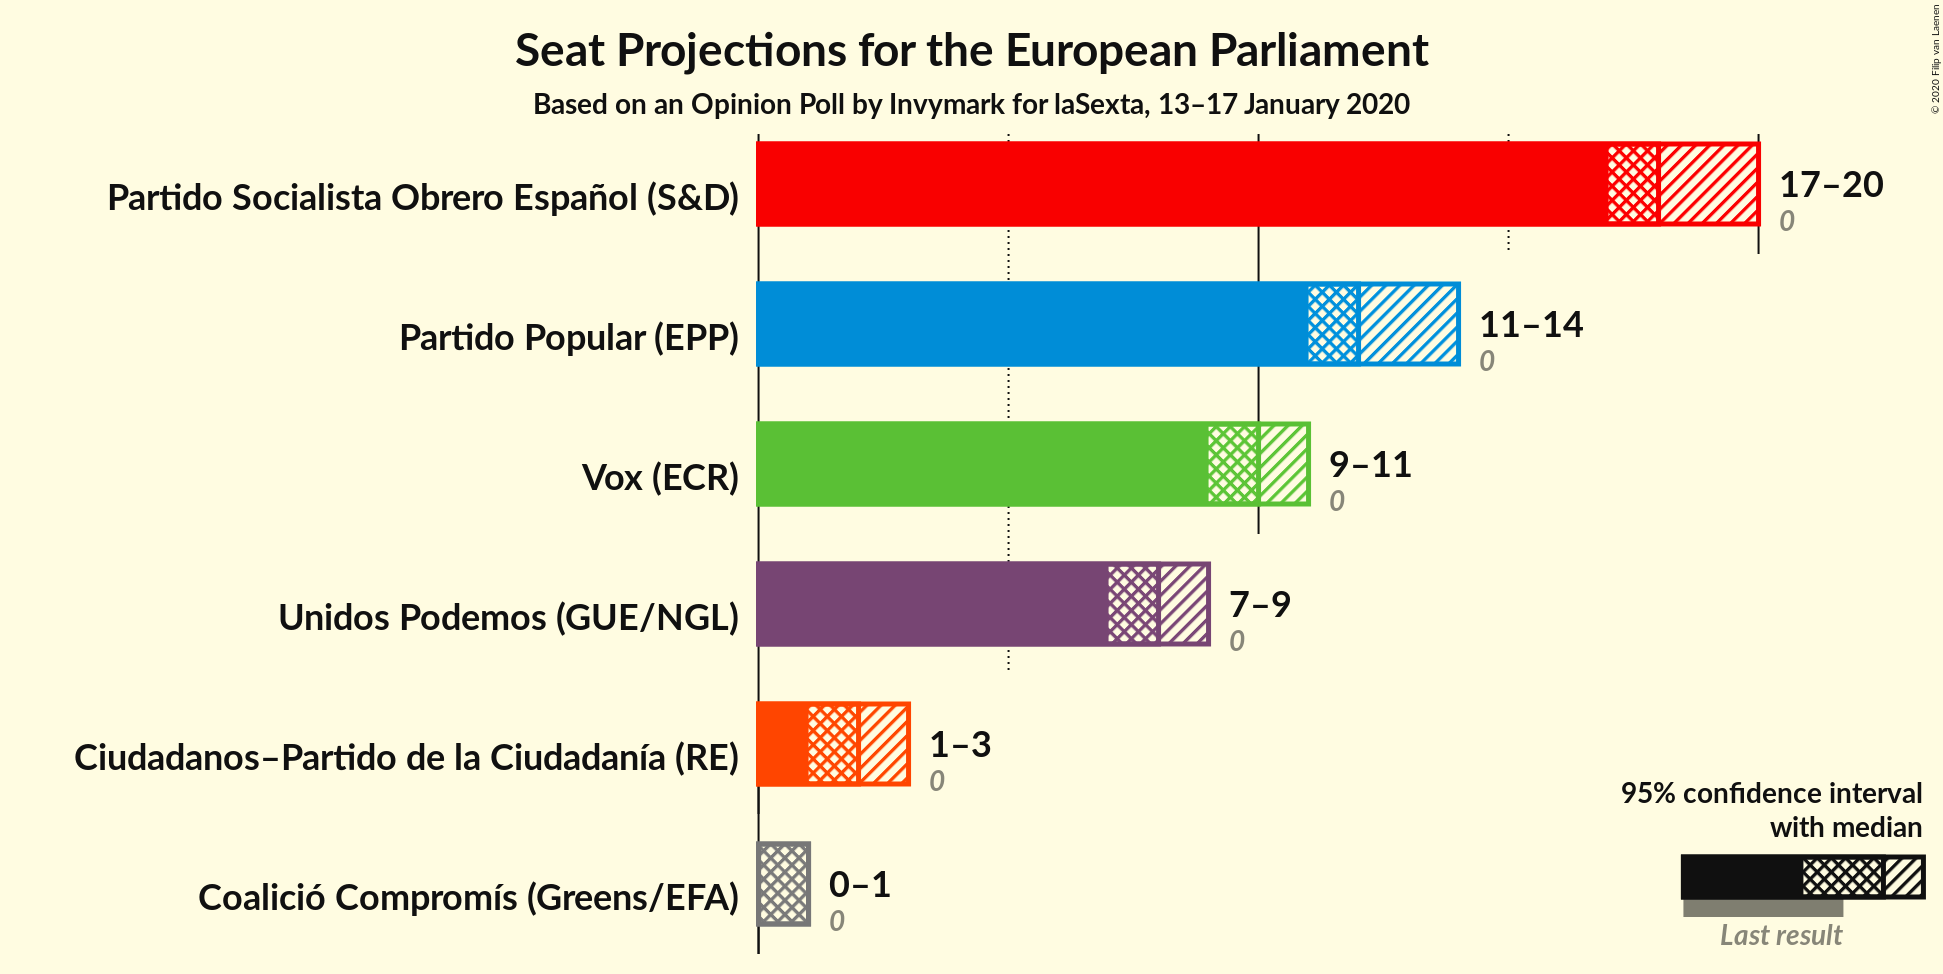 Seat Projections for the European Parliament
Based on an Opinion Poll by Invymark for laSexta, 13–17 January 2020
© 2020 Filip van Laenen
Partido Socialista Obrero Español (S&D)
17–20
0
Partido Popular (EPP)
11–14
0
Vox (ECR)
9–11
0
Unidos Podemos (GUE/NGL)
7–9
0
Ciudadanos–Partido de la Ciudadanía (RE)
1–3
0
Coalició Compromís (Greens/EFA)
0–1
0
95% confidence interval
with median
Last result